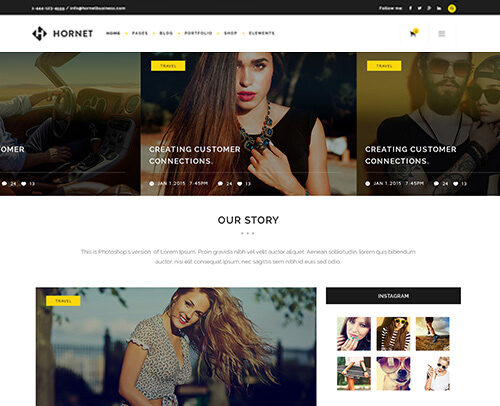 1-444-123-4559 / info@hornetbusiness.com
Follow me:
HORNET
HOME PAGES BLOG PORTFOLIO SHOP ELEMENTS
TRAVEL
TRAVEL
OMER
CREATING CUSTOMER
CONNECTIONS.
CREATING CUSTOMER
CONNECTIONS.
24 13
JAN 1,2015 7:45PM 24 13
JAN 1,2015 7:45PM 24
OUR STORY
This is Photoshop's version of Lorem Ipsum. Proin gravida nibh vel velit auctor aliquet. Aenean sollicitudin, lorem quis bibendum
auctor, nisi elit consequat ipsum, nec sagittis sem nibh id euis sed odio.
TRAVEL
INSTAGRAM